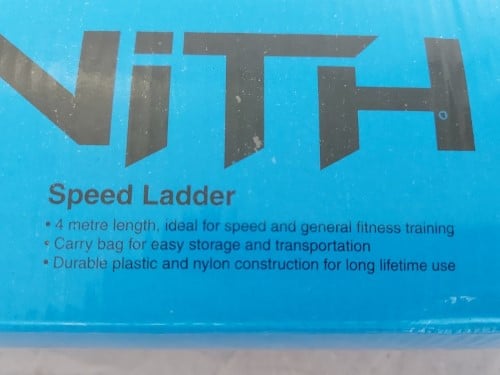 NiTH
Speed Ladder
• 4 metre length, ideal for speed and general fitness training
• Carry bag for easy storage and transportation
• Durable plastic and nylon construction for long lifetime use